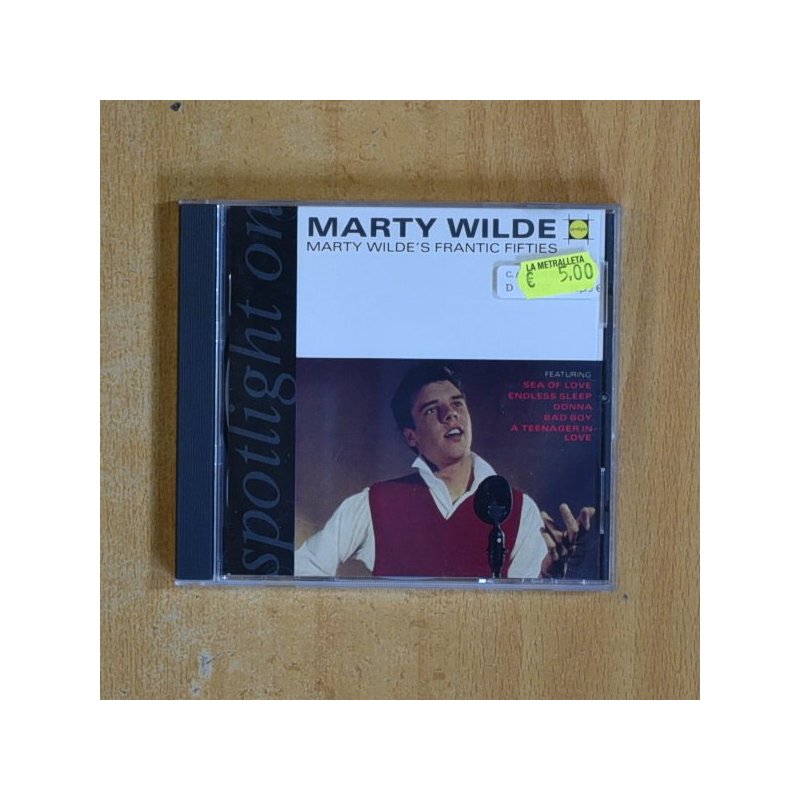 spotlight on
MARTY WILDE
MARTY WILDE'S FRANTIC FIFTIES
LA METRALLETA
€ 5,00
C.
D
€
FEATURING
SEA OF LOVE
ENDLESS SLEEP
DONNA
BAD BOY
A TEENAGER IN
LOVE